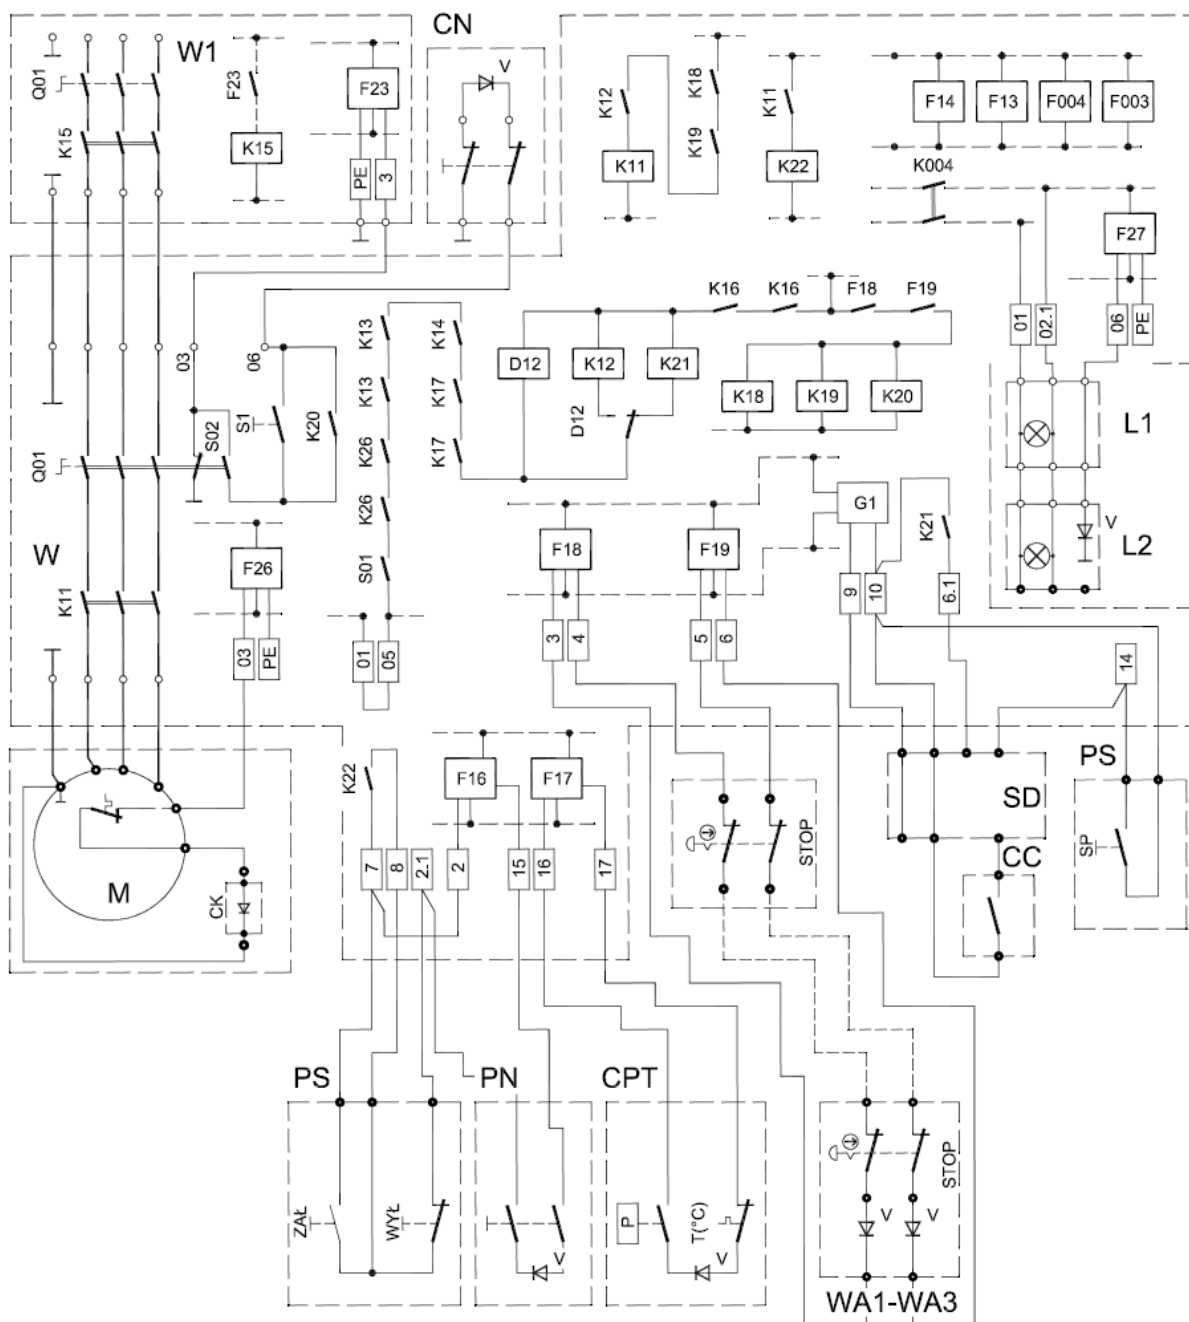 W1
CN
Q01
K15
F23
K15
F23
PE
3
V
K12
K11
K18
K19
K11
K22
F14
F13
F004
F003
K004
F27
01
02.1
06
PE
03
06
S02
S1
K20
K13
K13
K26
K26
S01
K14
K17
K17
D12
K12
K21
D12
K16
K16
F18
F19
K18
K19
K20
L1
V
L2
Q01
W
K11
F26
03
PE
01
05
F18
F19
3
4
5
6
G1
9
10
K21
6.1
14
M
CK
K22
F16
F17
7
8
2.1
2
15
16
17
STOP
SD
CC
PS
SP
PS
ZAŁ
WYŁ
PN
V
CPT
P
T(°C)
V
STOP
V
V
WA1-WA3